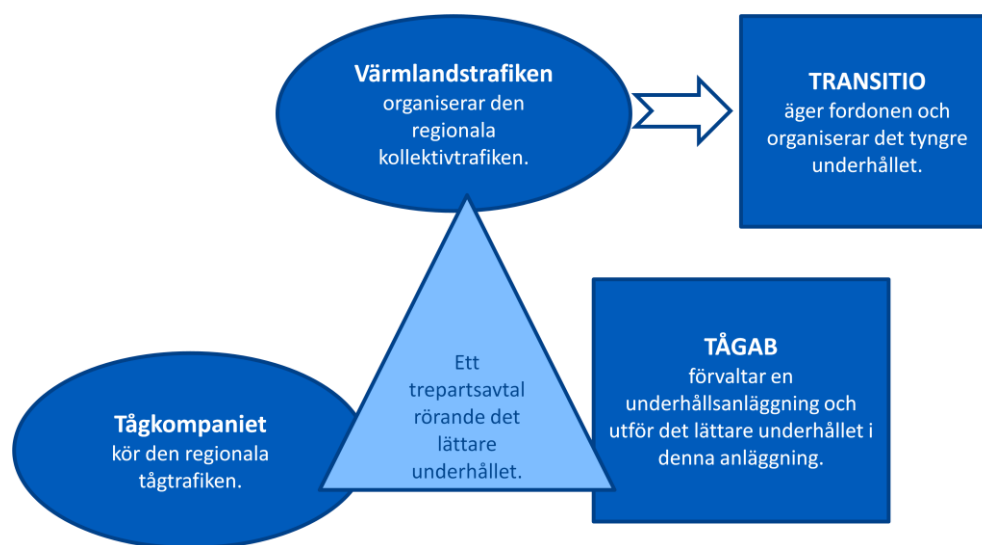 Värmlandstrafiken
organiserar den
regionala
kollektivtrafiken.
TRANSITIO
äger fordonen och
organiserar det tyngre
underhållet.
Ett
trepartsavtal
rörande det
lättare
underhållet.
TÅGAB
förvaltar en
underhållsanläggning och
utför det lättare underhållet i
denna anläggning.
Tågkompaniet
kör den regionala
tågtrafiken.